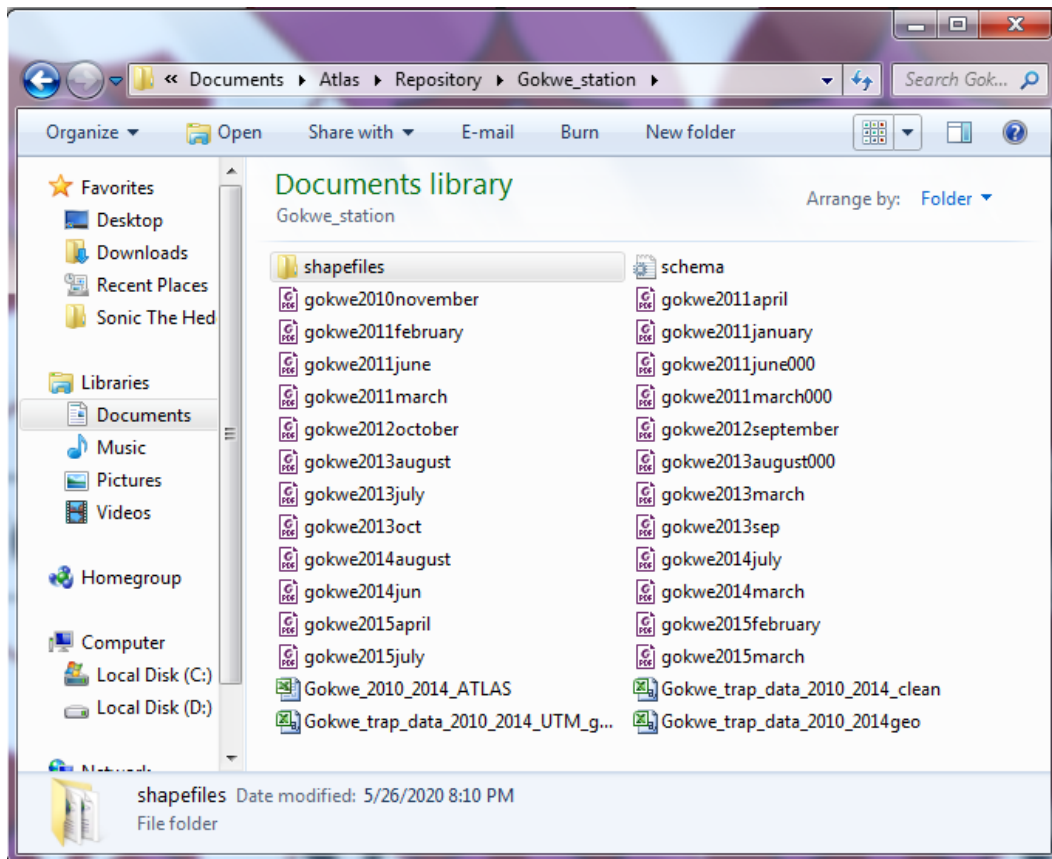 « Documents ▸ Atlas ▸ Repository ▸ Gokwe_station ▸
Search Gok...
Organize
Open
Share with
E-mail
Burn
New folder
Favorites
Desktop
Downloads
Recent Places
Sonic The Hed
Libraries
Documents
Music
Pictures
Videos
Homegroup
Computer
Local Disk (C:)
Local Disk (D:)
Network
Documents library
Gokwe_station
Arrange by: Folder
shapefiles
schema
gokwe2010november
gokwe2011april
gokwe2011february
gokwe2011january
gokwe2011june
gokwe2011june000
gokwe2011march
gokwe2011march000
gokwe2012october
gokwe2012september
gokwe2013august
gokwe2013august000
gokwe2013july
gokwe2013march
gokwe2013oct
gokwe2013sep
gokwe2014august
gokwe2014july
gokwe2014jun
gokwe2014march
gokwe2015april
gokwe2015february
gokwe2015july
gokwe2015march
Gokwe_2010_2014_ATLAS
Gokwe_trap_data_2010_2014_clean
Gokwe_trap_data_2010_2014_UTM_g...
Gokwe_trap_data_2010_2014geo
shapefiles Date modified: 5/26/2020 8:10 PM
File folder